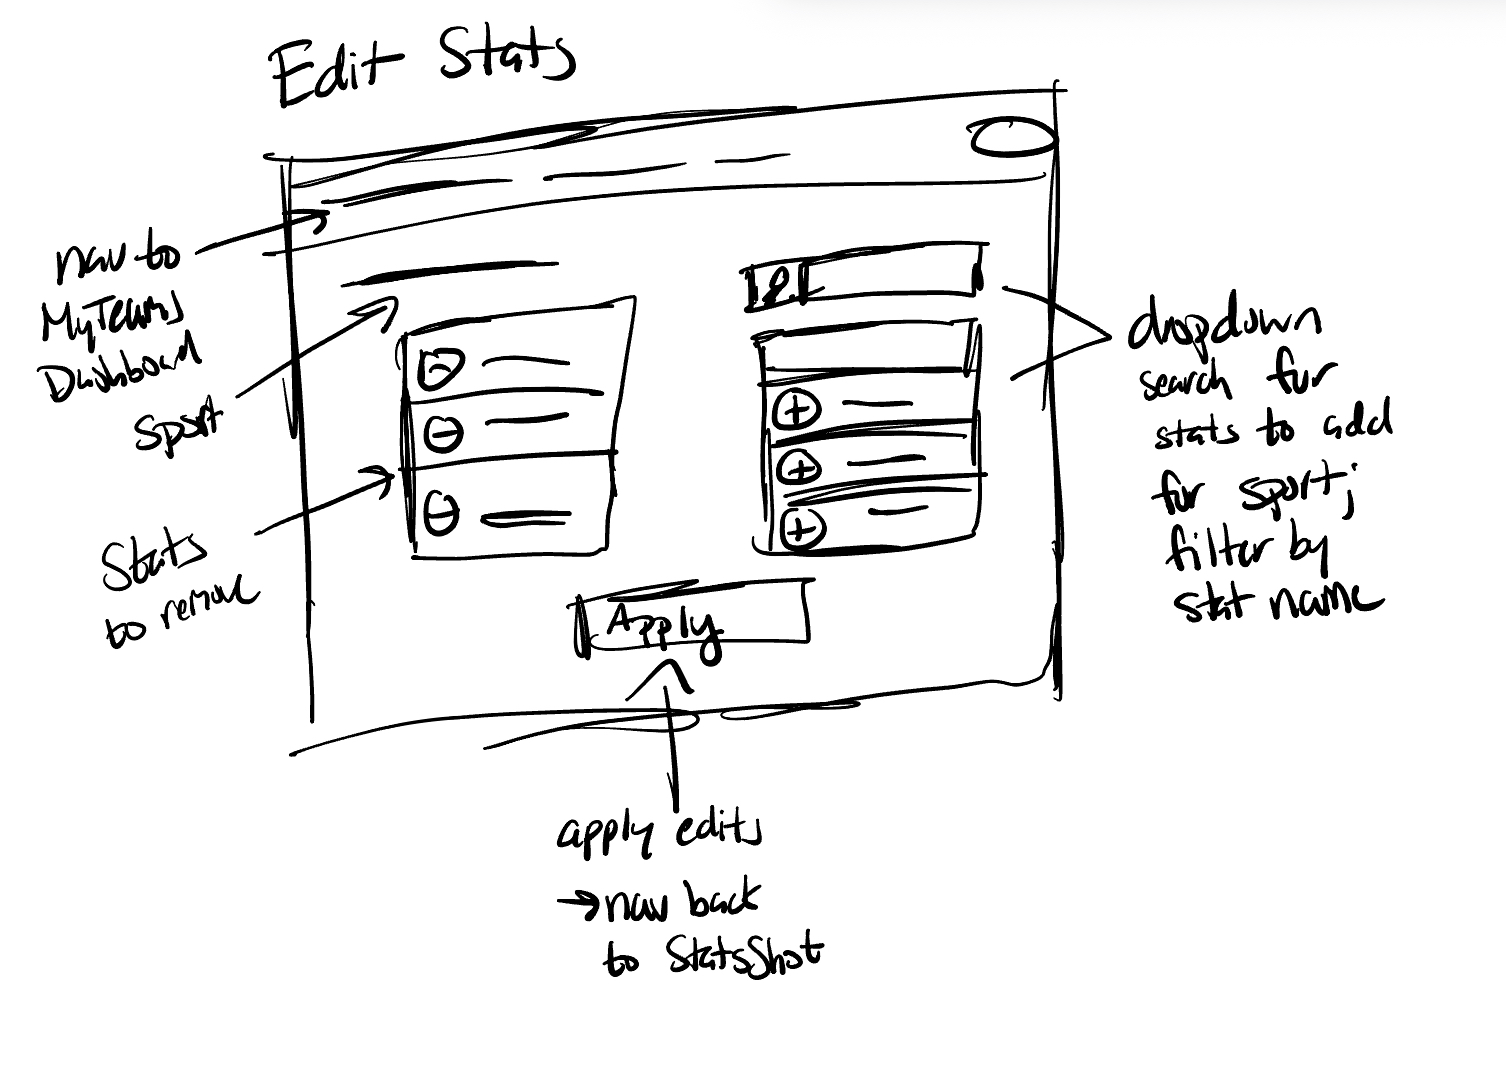 Edit Stats
nav to
MyTeams
Dashboard
sport
Stats
to remove
dropdown
search for
stats to add
for sport;
filter by
stat name
Apply
apply edits
→ nav back
to StatsShot